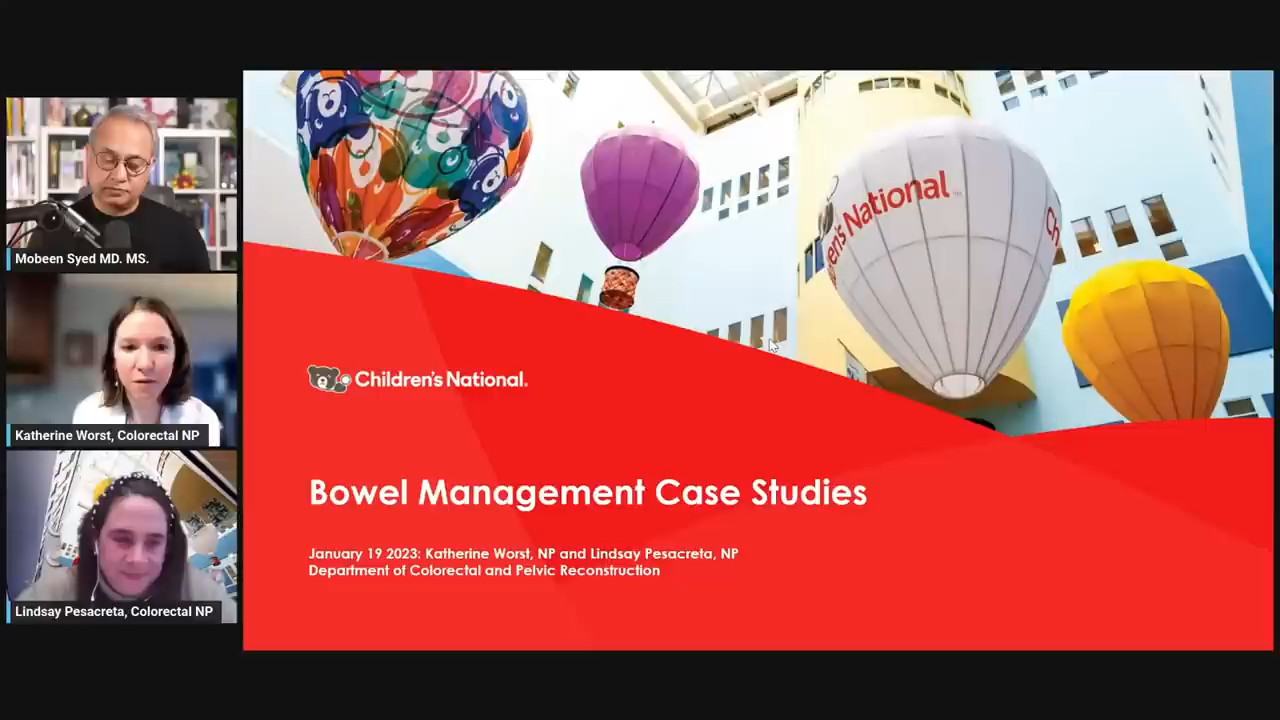 Mobeen Syed MD. MS.
Katherine Worst, Colorectal NP
Lindsay Pesacreta, Colorectal NP
National
Children's National.
Bowel Management Case Studies
January 19 2023: Katherine Worst, NP and Lindsay Pesacreta, NP
Department of Colorectal and Pelvic Reconstruction